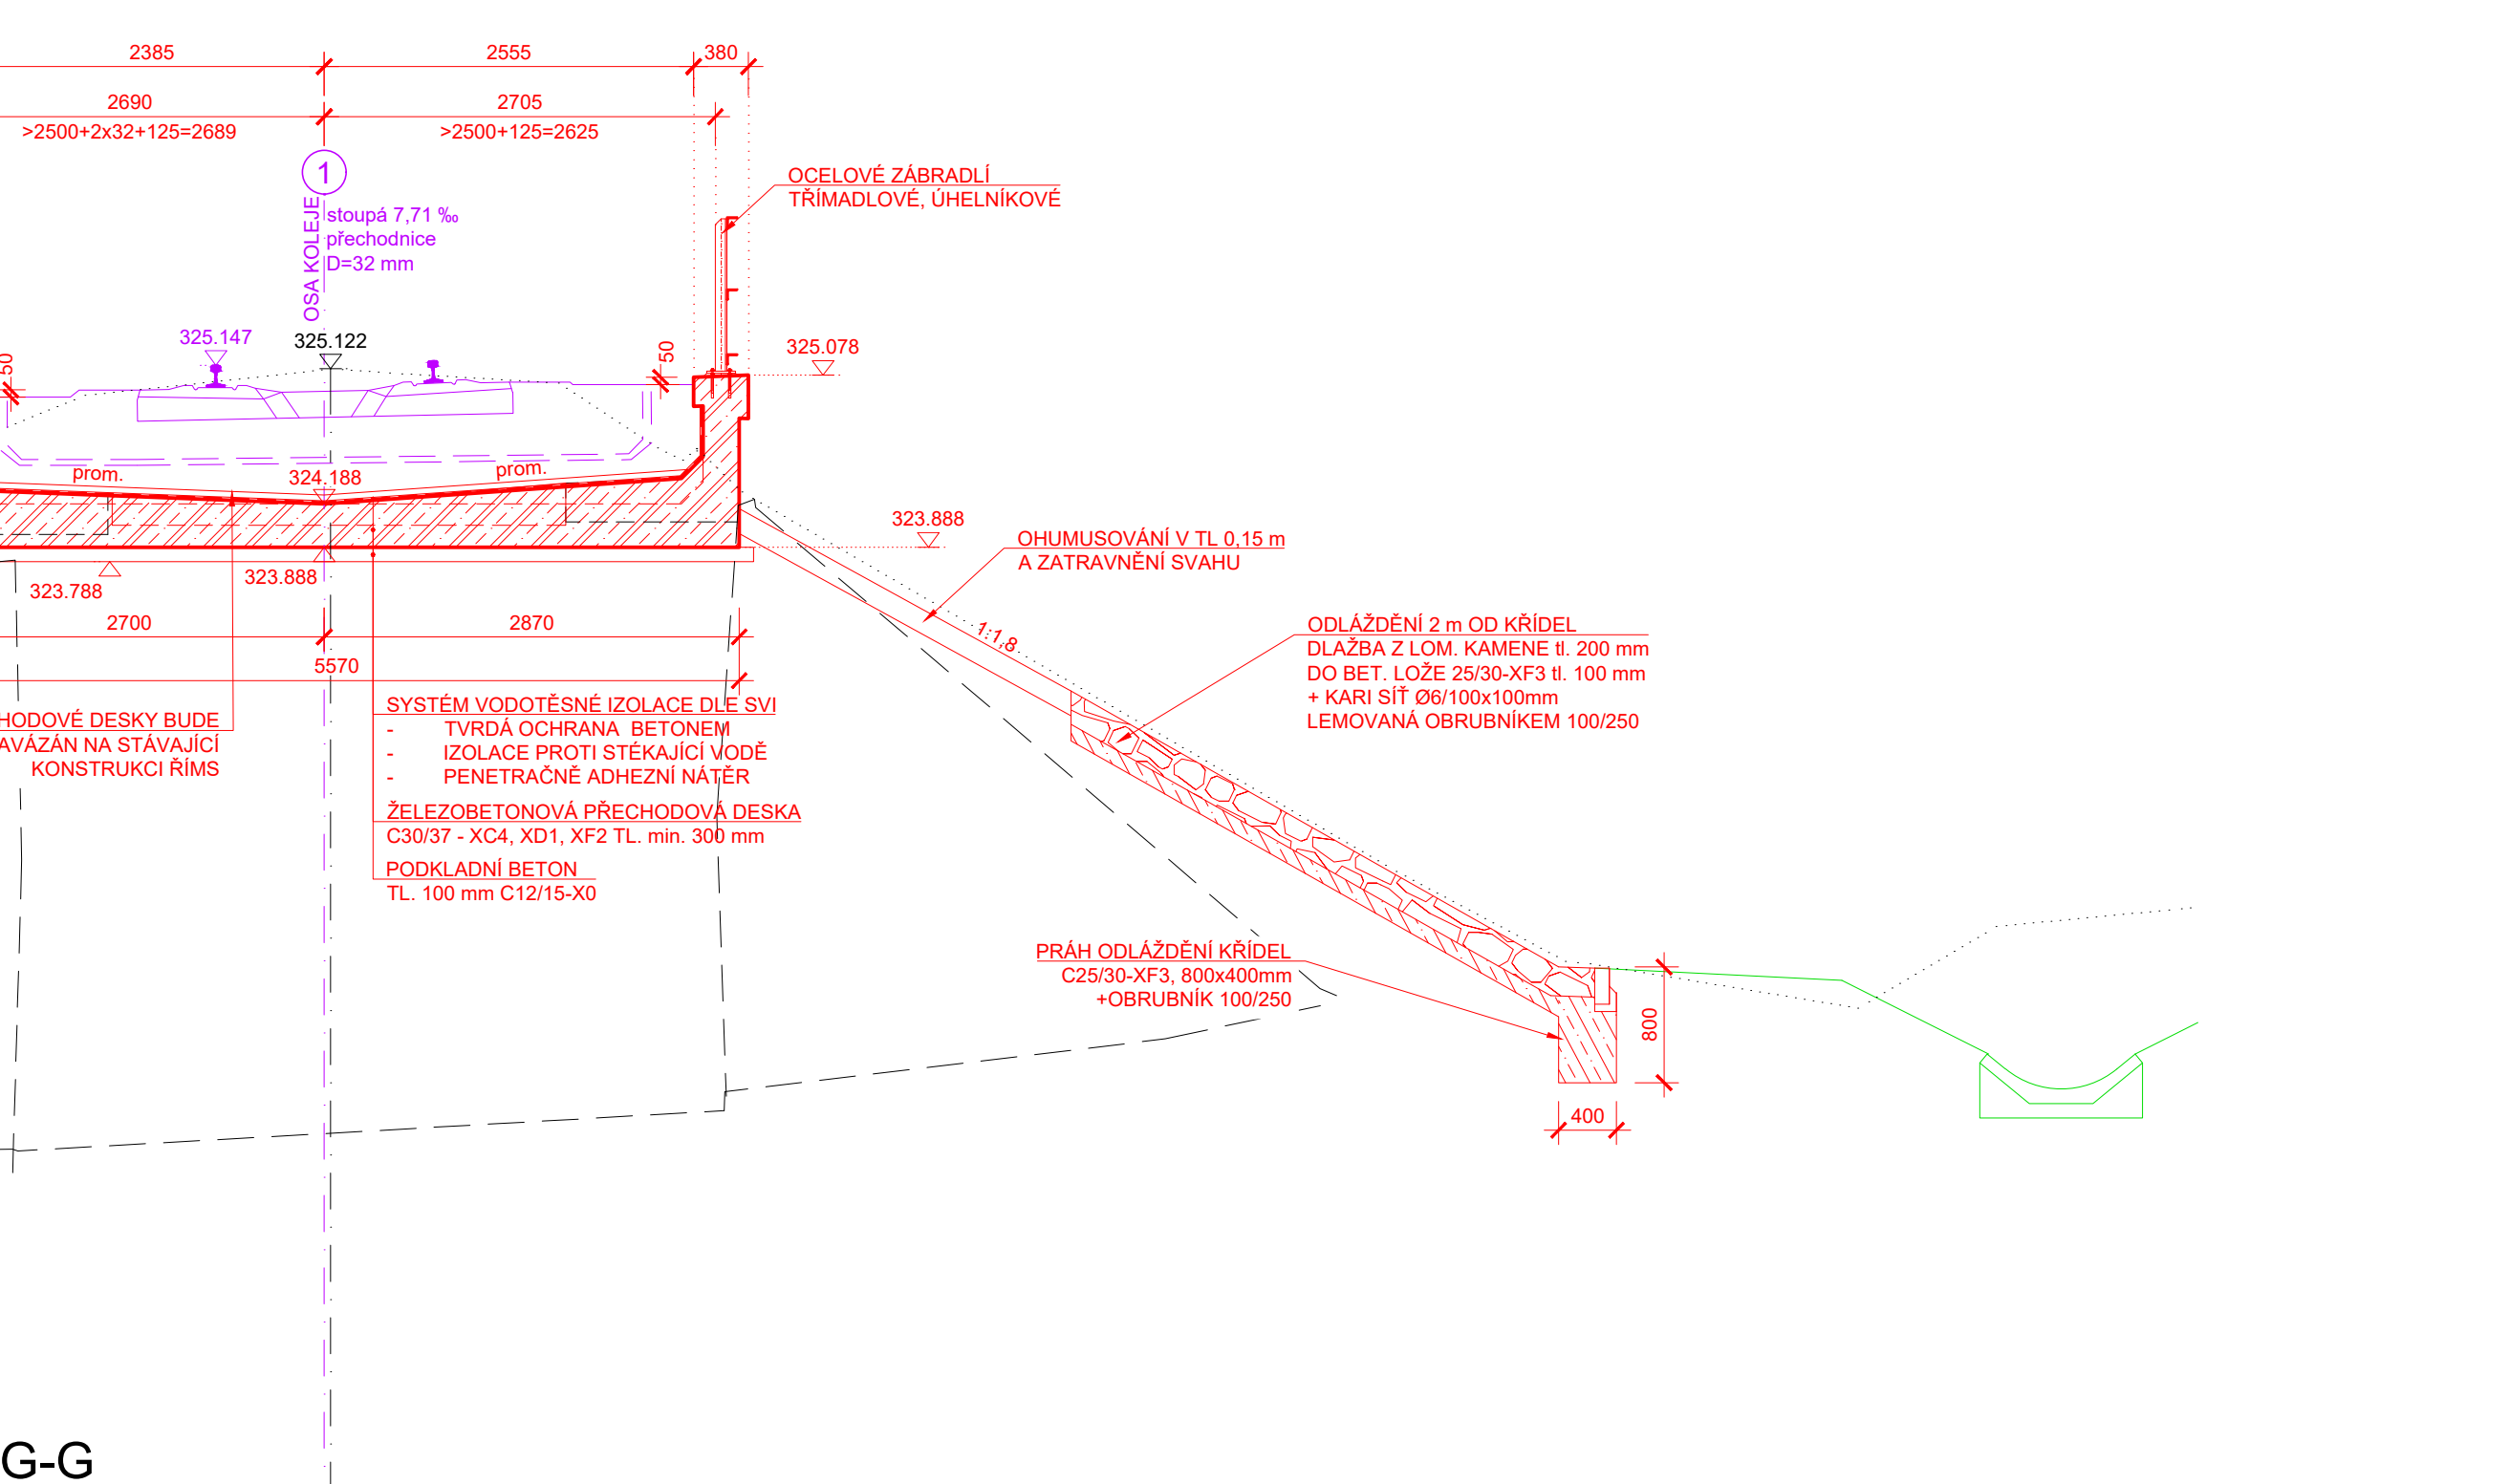 2385
2555
380
2690
2705
>2500+2x32+125=2689
>2500+125=2625
1
OSA KOLEJE
stoupá 7,71 ‰
přechodnice
D=32 mm
OCELOVÉ ZÁBRADLÍ
TŘÍMADLOVÉ, ÚHELNÍKOVÉ
325.147
325.122
50
50
325.078
prom.
324.188
prom.
323.888
323.788
323.888
OHUMUSOVÁNÍ V TL 0,15 m
A ZATRAVNĚNÍ SVAHU
1:1,8
2700
2870
5570
ODLÁŽDĚNÍ 2 m OD KŘÍDEL
DLAŽBA Z LOM. KAMENE tl. 200 mm
DO BET. LOŽE 25/30-XF3 tl. 100 mm
+ KARI SÍŤ Ø6/100x100mm
LEMOVANÁ OBRUBNÍKEM 100/250
HODOVÉ DESKY BUDE
AVÁZÁN NA STÁVAJÍCÍ
KONSTRUKCI ŘÍMS
SYSTÉM VODOTĚSNÉ IZOLACE DLE SVI
- TVRDÁ OCHRANA BETONEM
- IZOLACE PROTI STÉKAJÍCÍ VODĚ
- PENETRAČNĚ ADHEZNÍ NÁTĚR
ŽELEZOBETONOVÁ PŘECHODOVÁ DESKA
C30/37 - XC4, XD1, XF2 TL. min. 300 mm
PODKLADNÍ BETON
TL. 100 mm C12/15-X0
PRÁH ODLÁŽDĚNÍ KŘÍDEL
C25/30-XF3, 800x400mm
+OBRUBNÍK 100/250
800
400
G-G